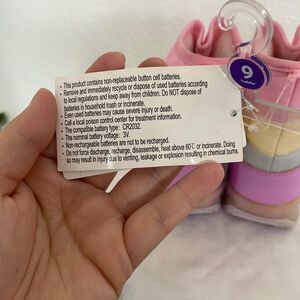 • This product contains non-replaceable button cell batteries.
• Remove and immediately recycle or dispose of used batteries according
to local regulations and keep away from children. Do NOT dispose of
batteries in household trash or incinerate.
• Even used batteries may cause severe injury or death.
• Call a local poison control center for treatment information.
• The compatible battery type: CR2032.
• The nominal battery voltage: 3V.
• Non-rechargeable batteries are not to be recharged.
• Do not force discharge, recharge, disassemble, heat above 60℃ or incinerate. Doing
so may result in injury due to venting, leakage or explosion resulting in chemical burns.
9
Toddler